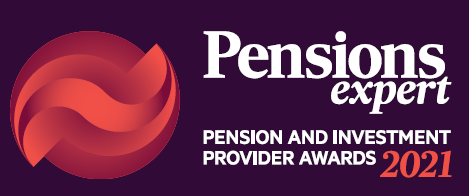 Pensions
expert
PENSION AND INVESTMENT
PROVIDER AWARDS 2021